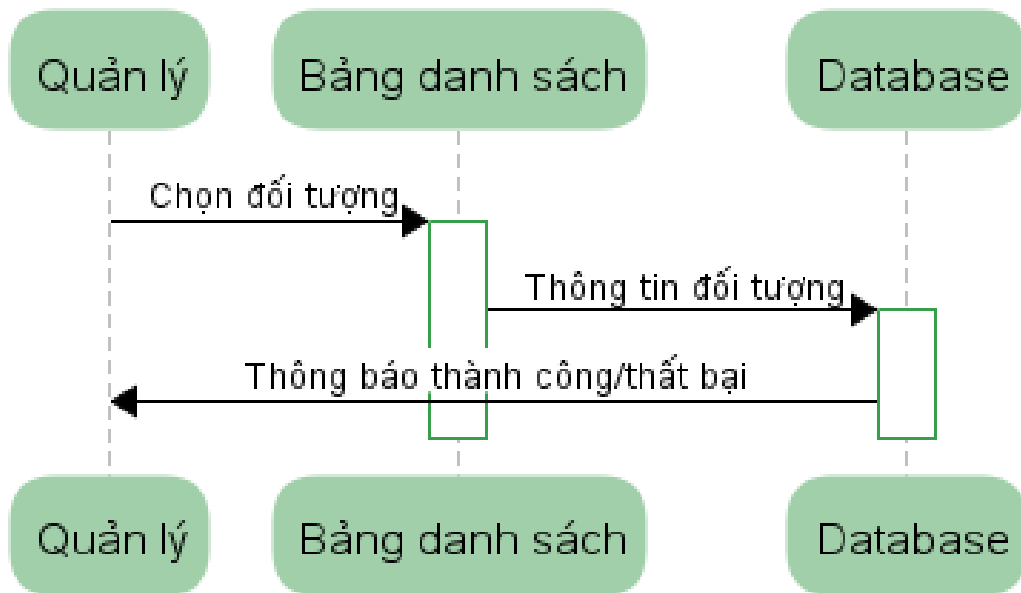 Quản lý
Bảng danh sách
Database
Chọn đối tượng
Thông tin đối tượng
Thông báo thành công/thất bại
Quản lý
Bảng danh sách
Database